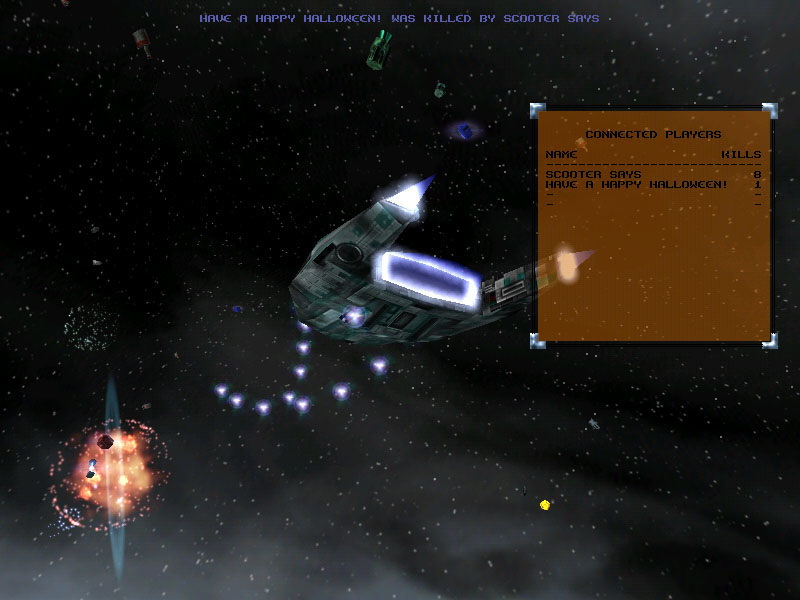 HAVE A HAPPY HALLOWEEN! WAS KILLED BY SCOOTER SAYS
CONNECTED PLAYERS
NAME KILLS
SCOOTER SAYS 8
HAVE A HAPPY HALLOWEEN! 1
- -
- -